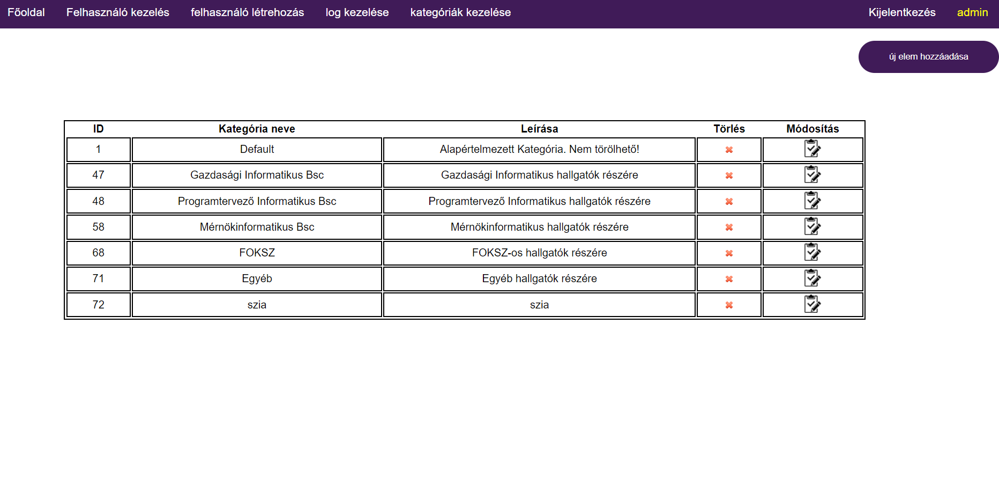 Főoldal Felhasználó kezelés felhasználó létrehozás log kezelése kategóriák kezelése Kijelentkezés admin
új elem hozzáadása
ID Kategória neve Leírása Törlés Módosítás
1 Default Alapértelmezett Kategória. Nem törölhető!
47 Gazdasági Informatikus Bsc Gazdasági Informatikus hallgatók részére
48 Programtervező Informatikus Bsc Programtervező Informatikus hallgatók részére
58 Mérnökinformatikus Bsc Mérnökinformatikus hallgatók részére
68 FOKSZ FOKSZ-os hallgatók részére
71 Egyéb Egyéb hallgatók részére
72 szia szia